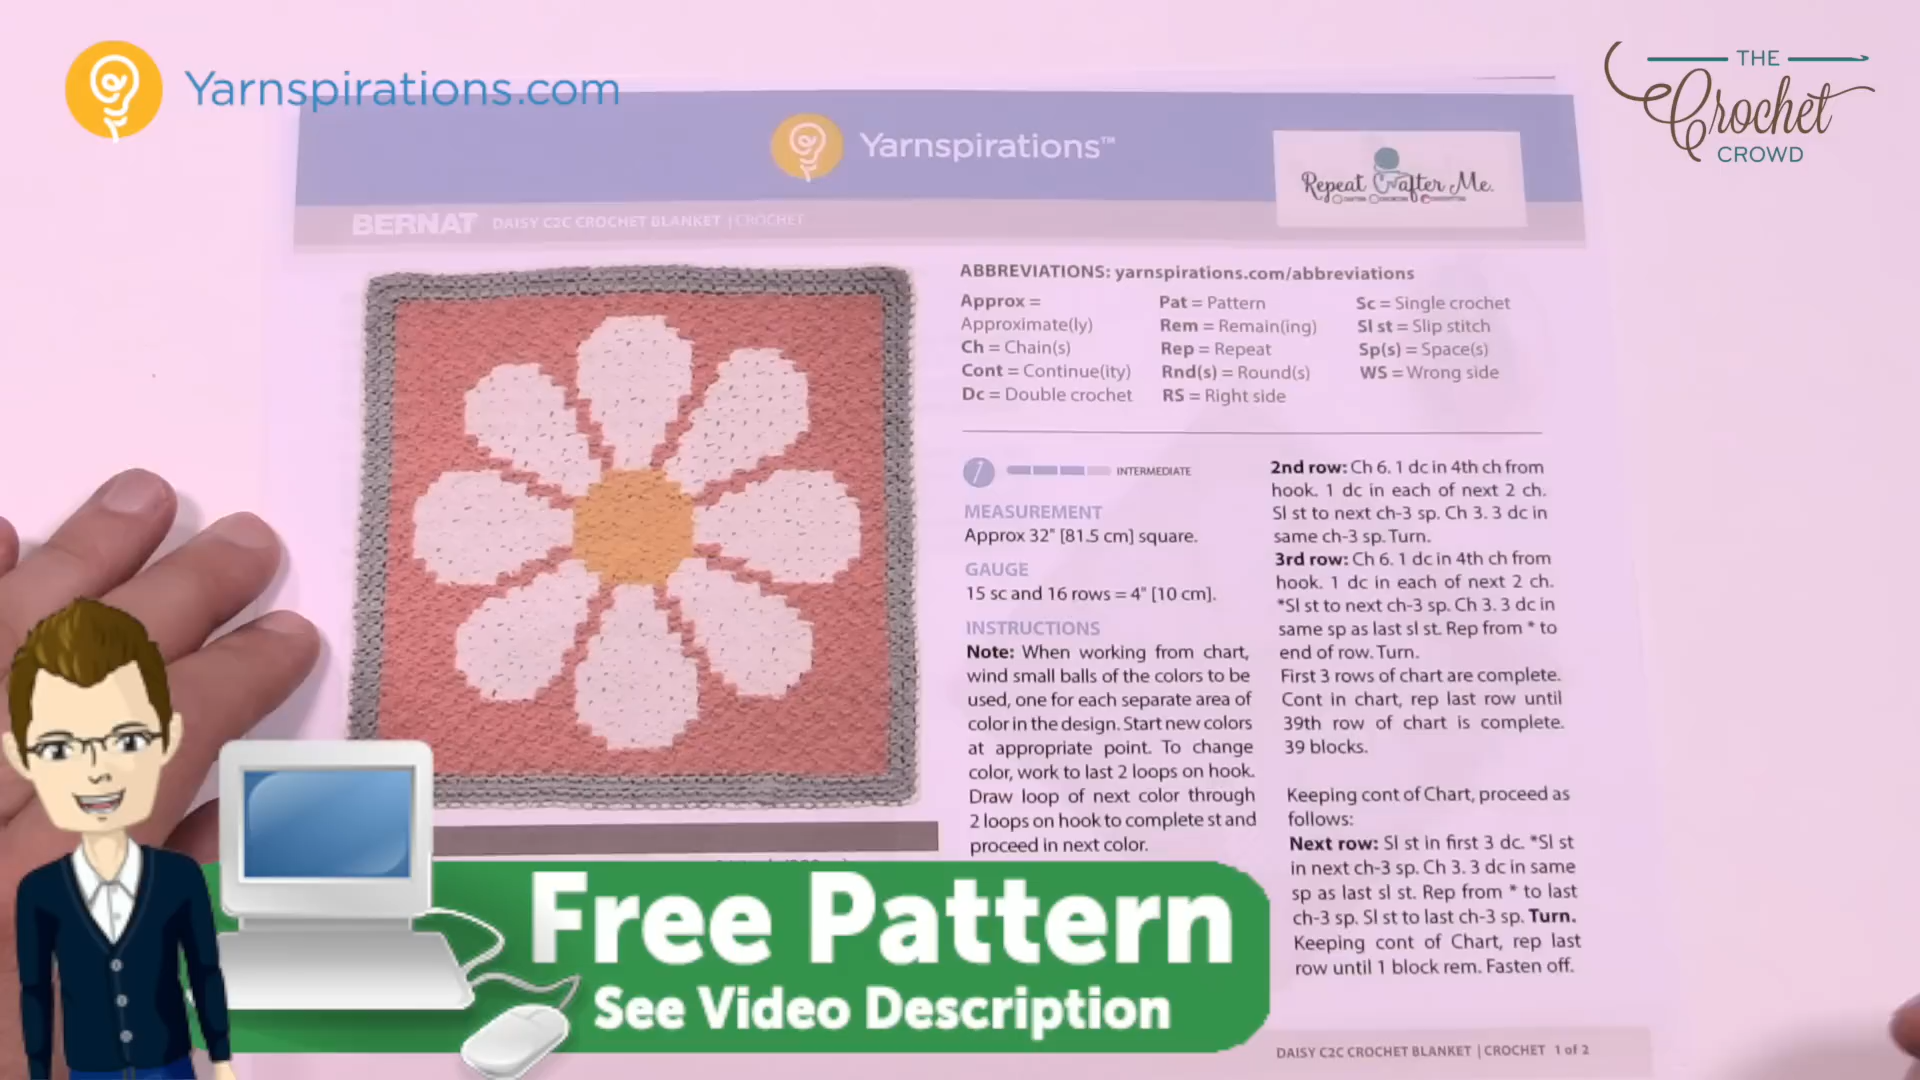 Yarnspirations.com
THE
Crochet
CROWD
Yarnspirations™
Repeat Crafter Me.
BERNAT DAISY C2C CROCHET BLANKET | CROCHET
ABBREVIATIONS: yarnspirations.com/abbreviations
Approx =
Approximate(ly)
Ch = Chain(s)
Cont = Continue(ity)
Dc = Double crochet
Pat = Pattern
Rem = Remain(ing)
Rep = Repeat
Rnd(s) = Round(s)
RS = Right side
Sc = Single crochet
Sl st = Slip stitch
Sp(s) = Space(s)
WS = Wrong side
INTERMEDIATE
MEASUREMENT
Approx 32" [81.5 cm] square.
GAUGE
15 sc and 16 rows = 4" [10 cm].
INSTRUCTIONS
Note: When working from chart,
wind small balls of the colors to be
used, one for each separate area of
color in the design. Start new colors
at appropriate point. To change
color, work to last 2 loops on hook.
Draw loop of next color through
2 loops on hook to complete st and
proceed in next color.
2nd row: Ch 6. 1 dc in 4th ch from
hook. 1 dc in each of next 2 ch.
Sl st to next ch-3 sp. Ch 3. 3 dc in
same ch-3 sp. Turn.
3rd row: Ch 6. 1 dc in 4th ch from
hook. 1 dc in each of next 2 ch.
*Sl st to next ch-3 sp. Ch 3. 3 dc in
same sp as last sl st. Rep from * to
end of row. Turn.
First 3 rows of chart are complete.
Cont in chart, rep last row until
39th row of chart is complete.
39 blocks.
Keeping cont of Chart, proceed as
follows:
Next row: Sl st in first 3 dc. *Sl st
in next ch-3 sp. Ch 3. 3 dc in same
sp as last sl st. Rep from * to last
ch-3 sp. Sl st to last ch-3 sp. Turn.
Keeping cont of Chart, rep last
row until 1 block rem. Fasten off.
Free Pattern
See Video Description
DAISY C2C CROCHET BLANKET | CROCHET 1 of 2